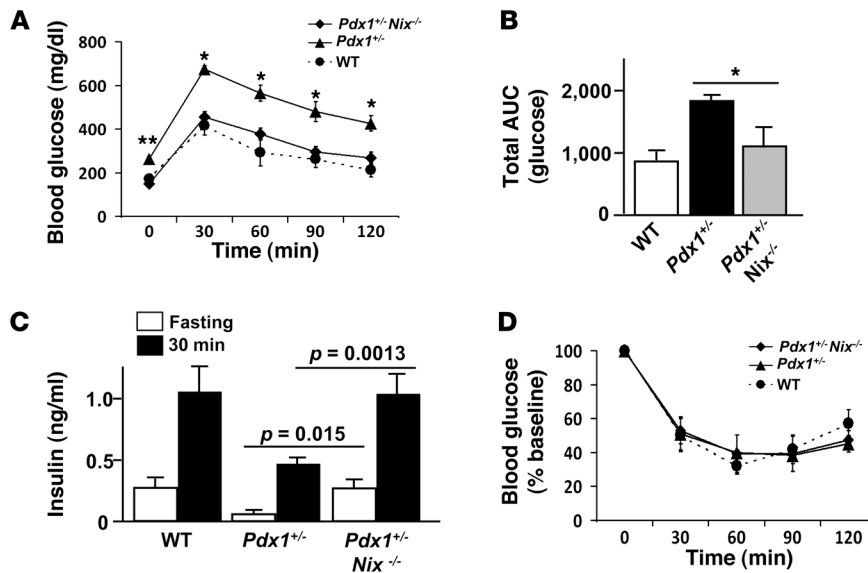 A
Blood glucose (mg/dl)
800
600
400
200
0
**
*
*
*
*
Pdx1+/- Nix-/-
Pdx1+/-
WT
0 30 60 90 120
Time (min)
B
Total AUC
(glucose)
2,000
1,000
0
*
WT
Pdx1+/-
Pdx1+/-
Nix-/-
C
Fasting
30 min
Insulin (ng/ml)
1.0
0.5
0
p = 0.0013
p = 0.015
WT Pdx1+/- Pdx1+/-
Nix -/-
D
Blood glucose
(% baseline)
100
80
60
40
20
0
Pdx1+/- Nix-/-
Pdx1+/-
WT
0 30 60 90 120
Time (min)